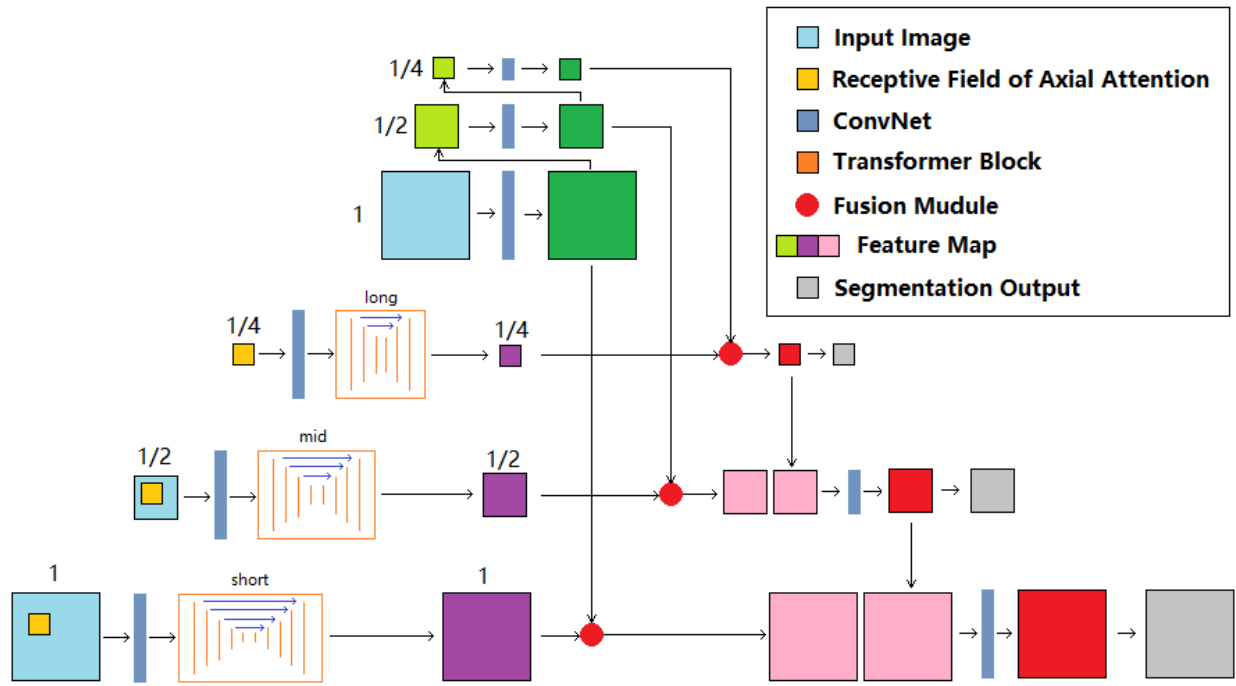 Input Image
Receptive Field of Axial Attention
ConvNet
Transformer Block
Fusion Mudule
Feature Map
Segmentation Output
1/4
1/2
1
long
1/4
1/4
mid
1/2
1/2
short
1
1